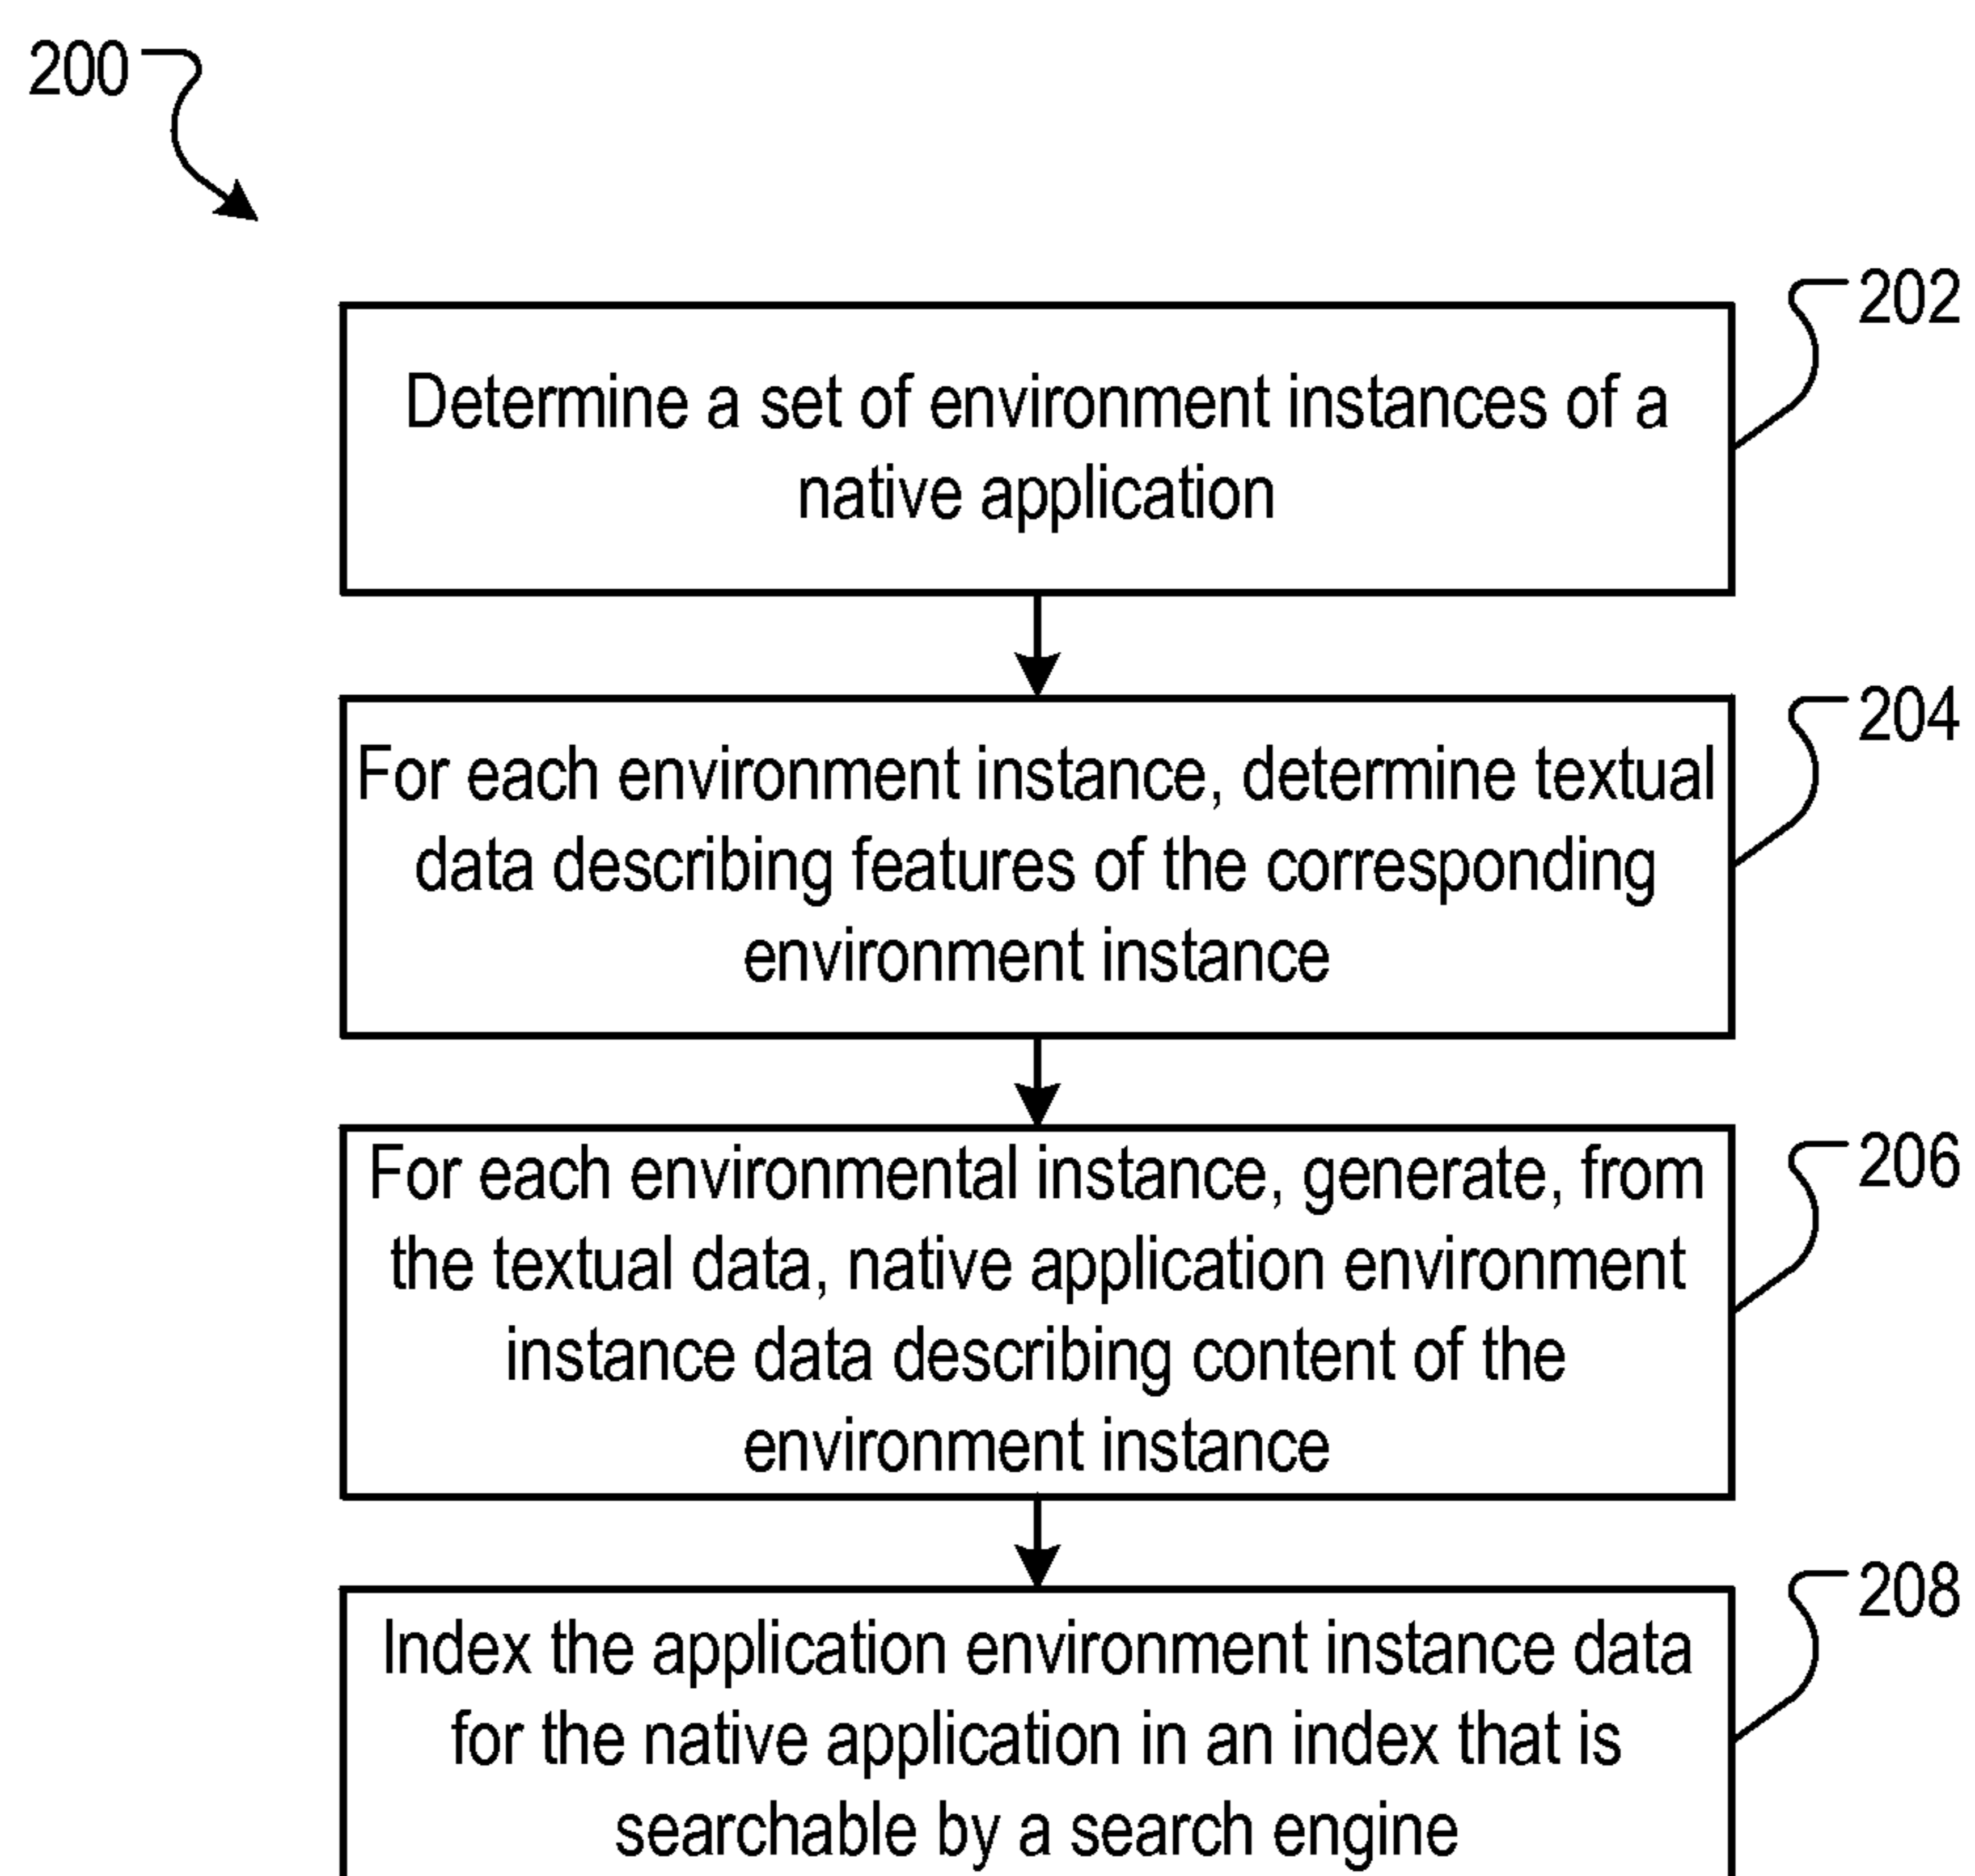 200
202
Determine a set of environment instances of a
native application
204
For each environment instance, determine textual
data describing features of the corresponding
environment instance
206
For each environmental instance, generate, from
the textual data, native application environment
instance data describing content of the
environment instance
208
Index the application environment instance data
for the native application in an index that is
searchable by a search engine